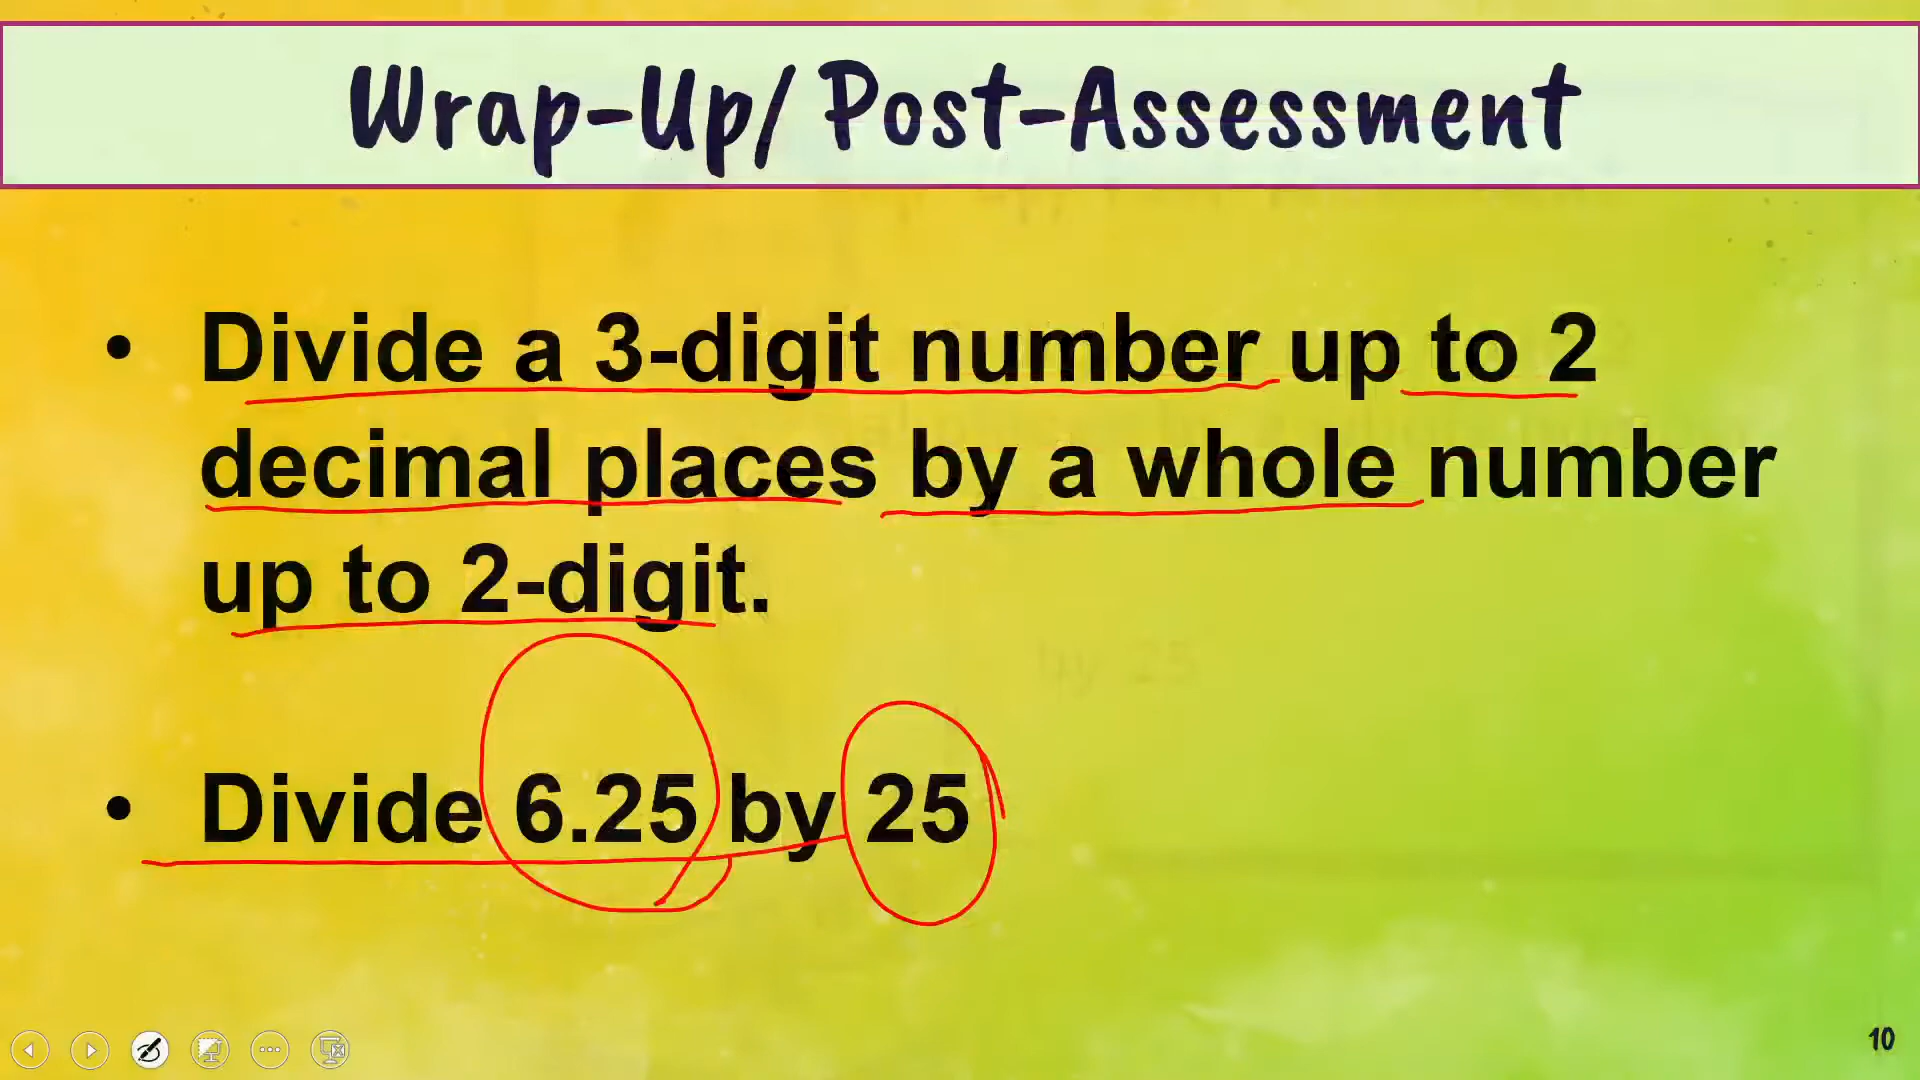 Wrap-Up/ Post-Assessment
• Divide a 3-digit number up to 2
decimal places by a whole number
up to 2-digit.
• Divide 6.25 by 25
10